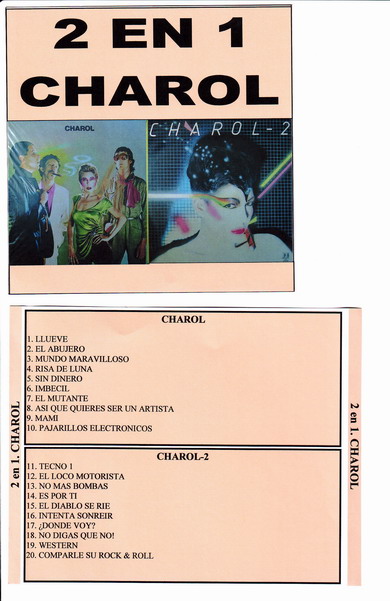 2 EN 1
CHAROL
CHAROL
CHAROL-2
CHAROL
1. LLUEVE
2. EL ABUJERO
3. MUNDO MARAVILLOSO
4. RISA DE LUNA
5. SIN DINERO
6. IMBECIL
7. EL MUTANTE
8. ASI QUE QUIERES SER UN ARTISTA
9. MAMI
10. PAJARILLOS ELECTRONICOS
CHAROL-2
11. TECNO 1
12. EL LOCO MOTORISTA
13. NO MAS BOMBAS
14. ES POR TI
15. EL DIABLO SE RIE
16. INTENTA SONREIR
17. ¿DONDE VOY?
18. NO DIGAS QUE NO!
19. WESTERN
20. COMPARLE SU ROCK & ROLL
2 en 1. CHAROL
2 en 1. CHAROL